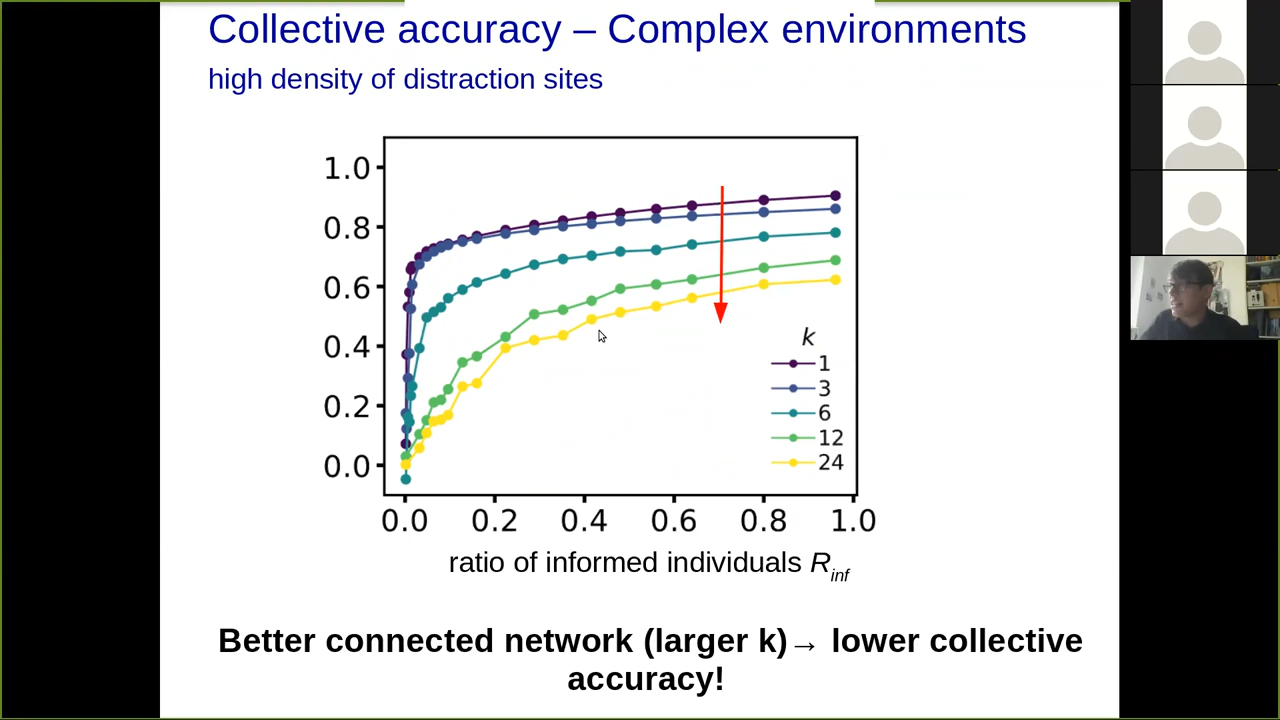 Collective accuracy – Complex environments
high density of distraction sites
1.0
0.8
0.6
0.4
0.2
0.0
k
1
3
6
12
24
0.0 0.2 0.4 0.6 0.8 1.0
ratio of informed individuals R_inf
Better connected network (larger k)→ lower collective
accuracy!